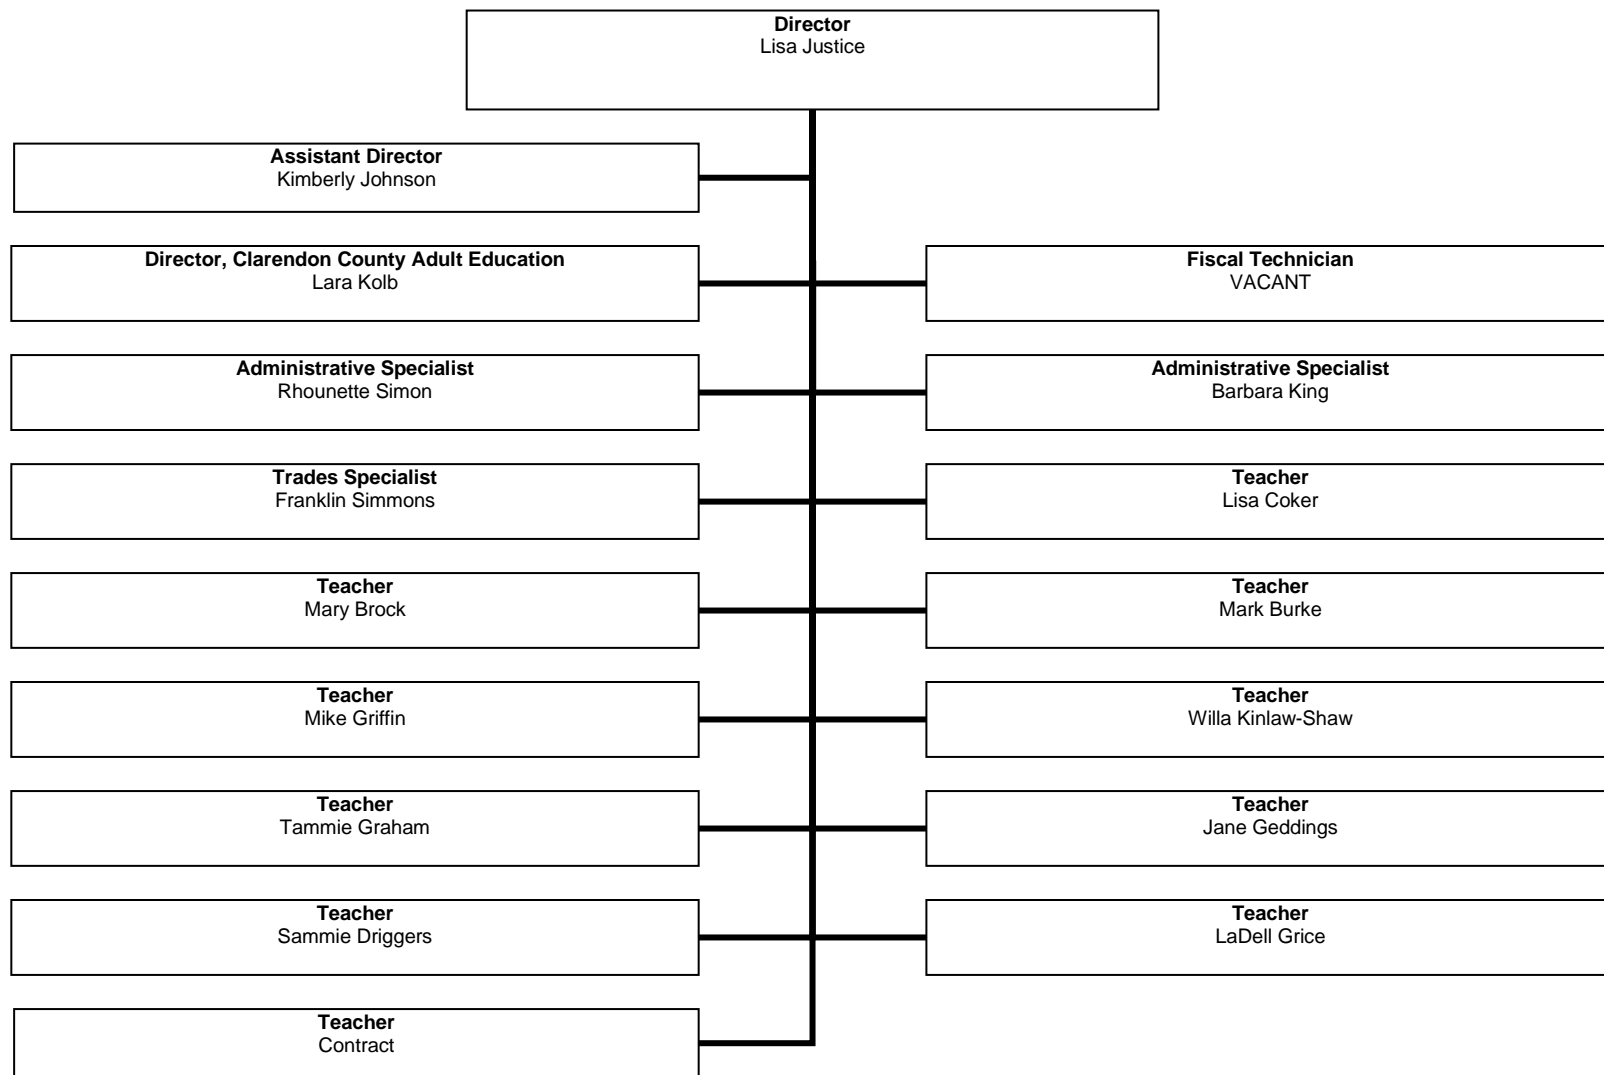 Director
Lisa Justice
Assistant Director
Kimberly Johnson
Director, Clarendon County Adult Education
Lara Kolb
Fiscal Technician
VACANT
Administrative Specialist
Rhounette Simon
Administrative Specialist
Barbara King
Trades Specialist
Franklin Simmons
Teacher
Lisa Coker
Teacher
Mary Brock
Teacher
Mark Burke
Teacher
Mike Griffin
Teacher
Willa Kinlaw-Shaw
Teacher
Tammie Graham
Teacher
Jane Geddings
Teacher
Sammie Driggers
Teacher
LaDell Grice
Teacher
Contract